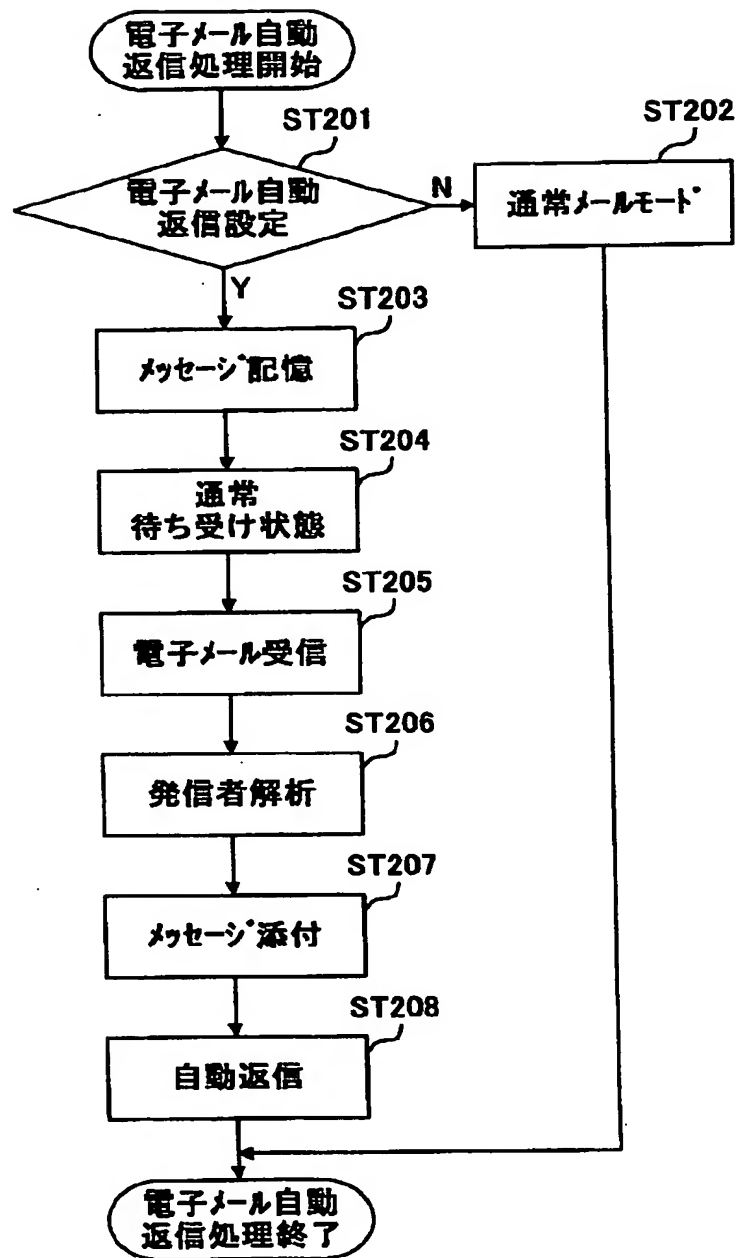 電子メール自動
返信処理開始
ST201
電子メール自動
返信設定
N
ST202
通常メールモード
Y
ST203
メッセージ記憶
ST204
通常
待ち受け状態
ST205
電子メール受信
ST206
発信者解析
ST207
メッセージ添付
ST208
自動返信
電子メール自動
返信処理終了